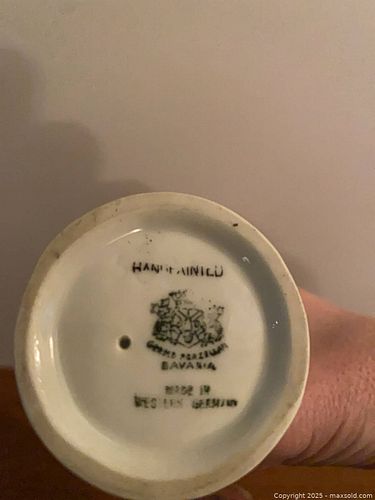 HANDPAINTED
BAVARIA
MADE IN
WESTERN GERMANY
Copyright 2025 - maxsold.com